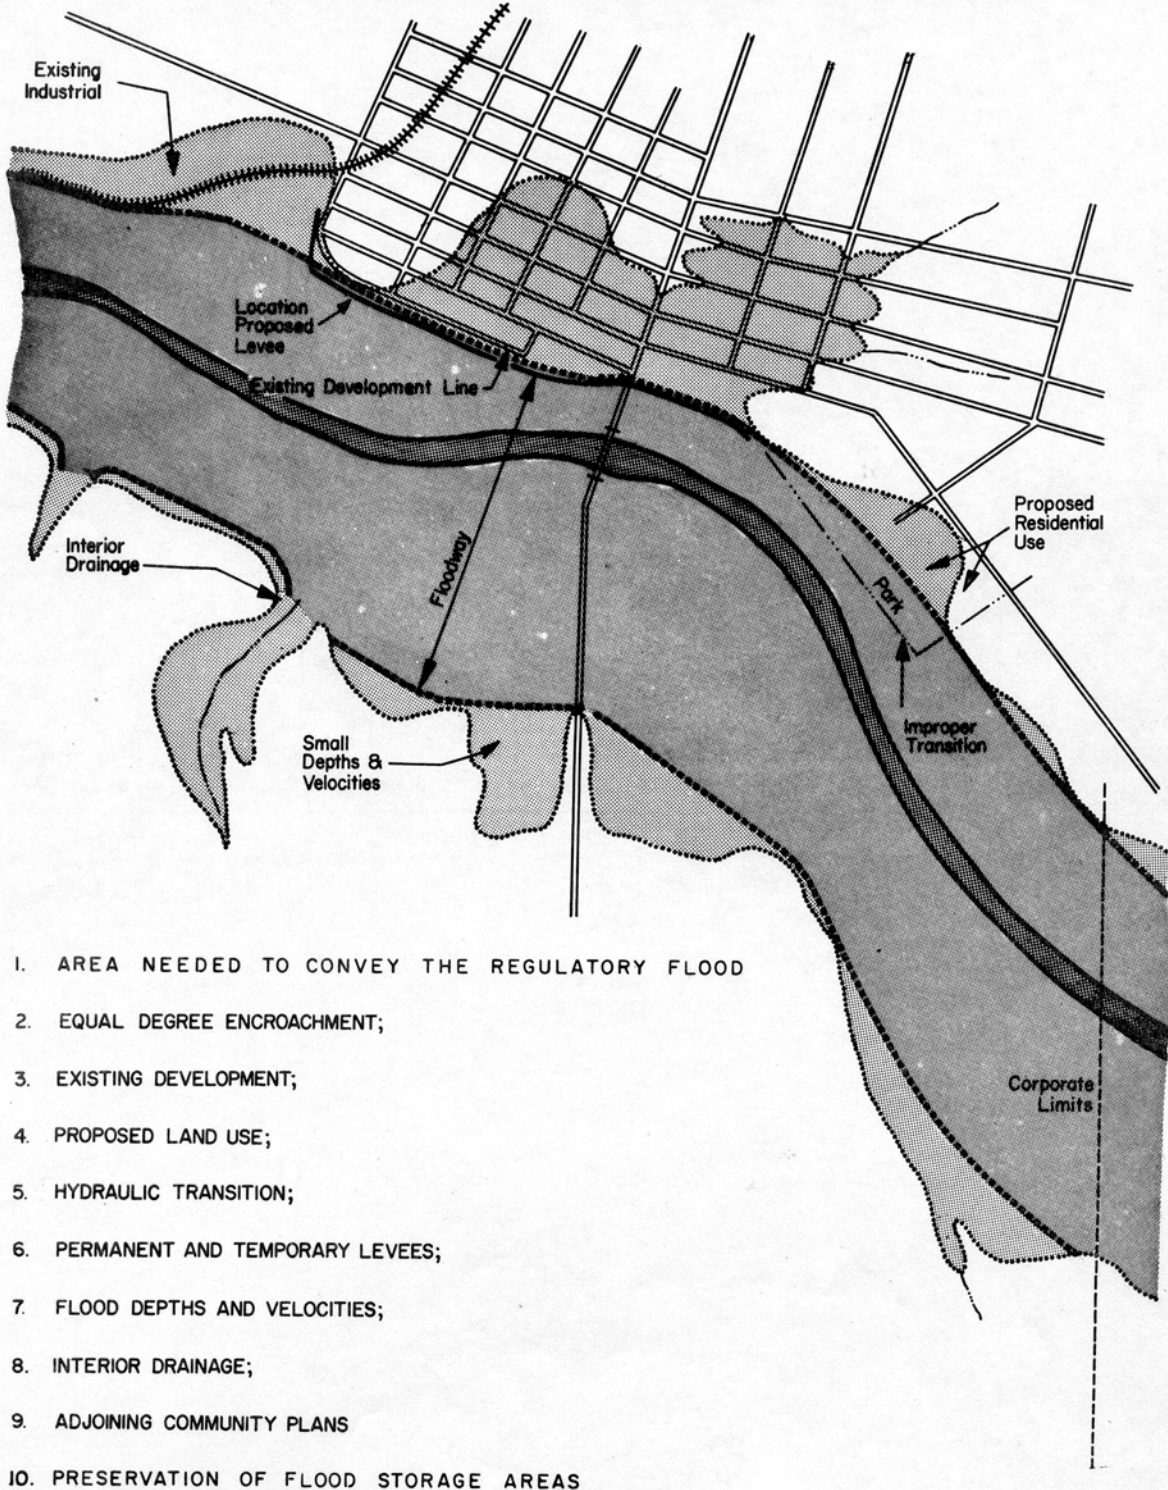 Existing
Industrial
Location
Proposed
Levee
Existing Development Line
Floodway
Interior
Drainage
Small
Depths &
Velocities
Proposed
Residential
Use
Park
Improper
Transition
Corporate
Limits
1. AREA NEEDED TO CONVEY THE REGULATORY FLOOD
2. EQUAL DEGREE ENCROACHMENT;
3. EXISTING DEVELOPMENT;
4. PROPOSED LAND USE;
5. HYDRAULIC TRANSITION;
6. PERMANENT AND TEMPORARY LEVEES;
7. FLOOD DEPTHS AND VELOCITIES;
8. INTERIOR DRAINAGE;
9. ADJOINING COMMUNITY PLANS
10. PRESERVATION OF FLOOD STORAGE AREAS